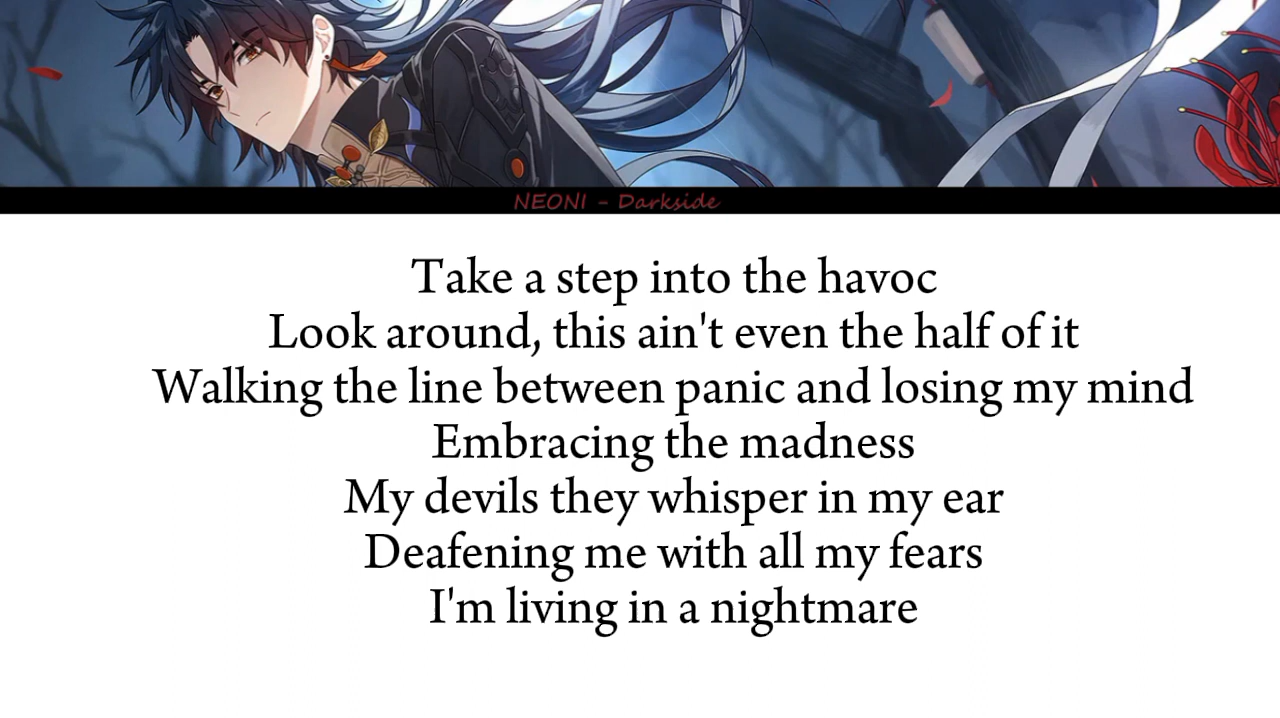 NEONI - Darkside
Take a step into the havoc
Look around, this ain't even the half of it
Walking the line between panic and losing my mind
Embracing the madness
My devils they whisper in my ear
Deafening me with all my fears
I'm living in a nightmare